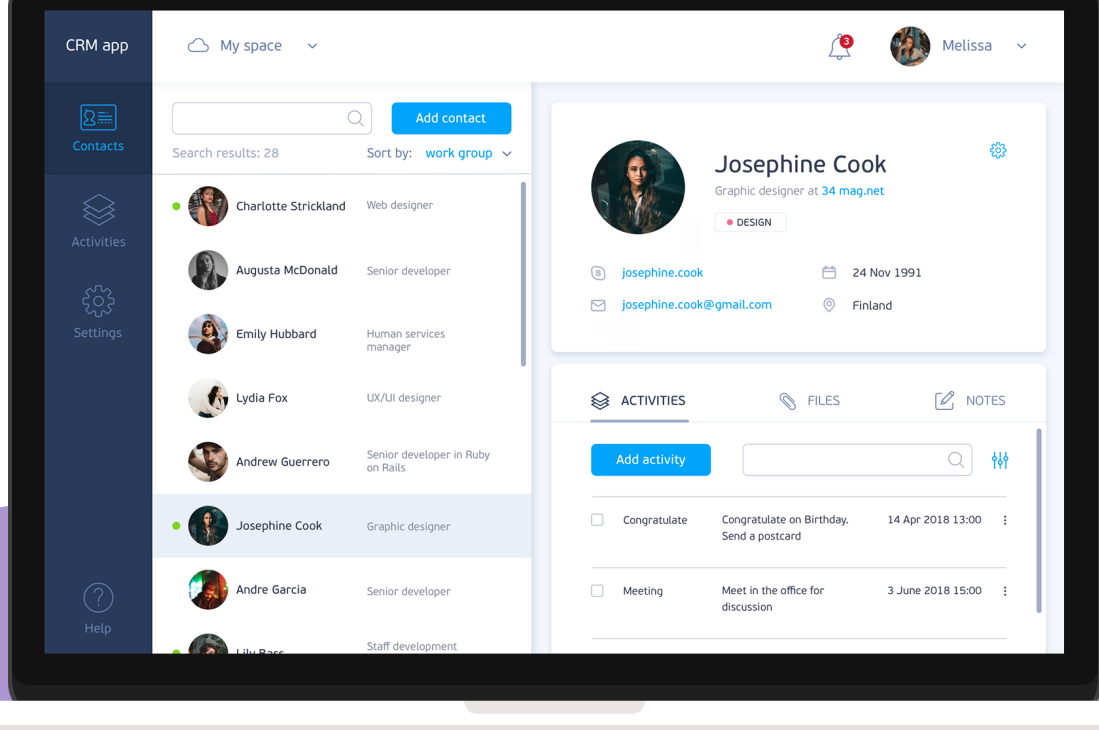 CRM app
My space
3
Melissa
Contacts
Activities
Settings
Help
Add contact
Search results: 28
Sort by: work group
Charlotte Strickland
Web designer
Augusta McDonald
Senior developer
Emily Hubbard
Human services
manager
Lydia Fox
UX/UI designer
Andrew Guerrero
Senior developer in Ruby
on Rails
Josephine Cook
Graphic designer
Andre Garcia
Senior developer
Lily Bass
Staff development
Josephine Cook
Graphic designer at 34 mag.net
DESIGN
josephine.cook
24 Nov 1991
josephine.cook@gmail.com
Finland
ACTIVITIES
FILES
NOTES
Add activity
Congratulate
Congratulate on Birthday.
Send a postcard
14 Apr 2018 13:00
Meeting
Meet in the office for
discussion
3 June 2018 15:00